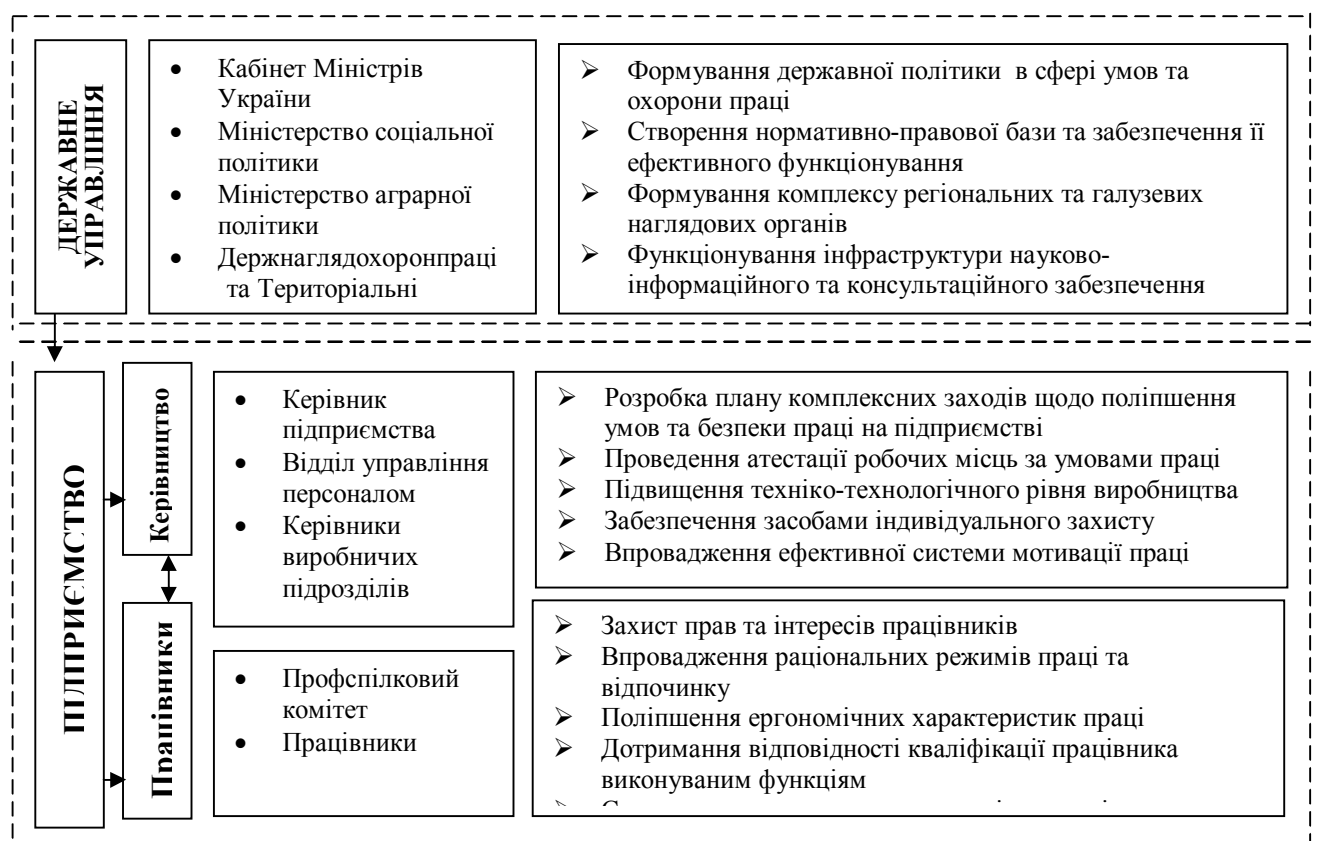 ДЕРЖАВНЕ
УПРАВЛІННЯ
• Кабінет Міністрів
України
• Міністерство соціальної
політики
• Міністерство аграрної
політики
• Держнаглядохоронпраці
та Територіальні
➢ Формування державної політики в сфері умов та
охорони праці
➢ Створення нормативно-правової бази та забезпечення її
ефективного функціонування
➢ Формування комплексу регіональних та галузевих
наглядових органів
➢ Функціонування інфраструктури науково-
інформаційного та консультаційного забезпечення
ПІДПРИЄМСТВО
Керівництво
• Керівник
підприємства
• Відділ управління
персоналом
• Керівники
виробничих
підрозділів
➢ Розробка плану комплексних заходів щодо поліпшення
умов та безпеки праці на підприємстві
➢ Проведення атестації робочих місць за умовами праці
➢ Підвищення техніко-технологічного рівня виробництва
➢ Забезпечення засобами індивідуального захисту
➢ Впровадження ефективної системи мотивації праці
Працівники
• Профспілковий
комітет
• Працівники
➢ Захист прав та інтересів працівників
➢ Впровадження раціональних режимів праці та
відпочинку
➢ Поліпшення ергономічних характеристик праці
➢ Дотримання відповідності кваліфікації працівника
виконуваним функціям